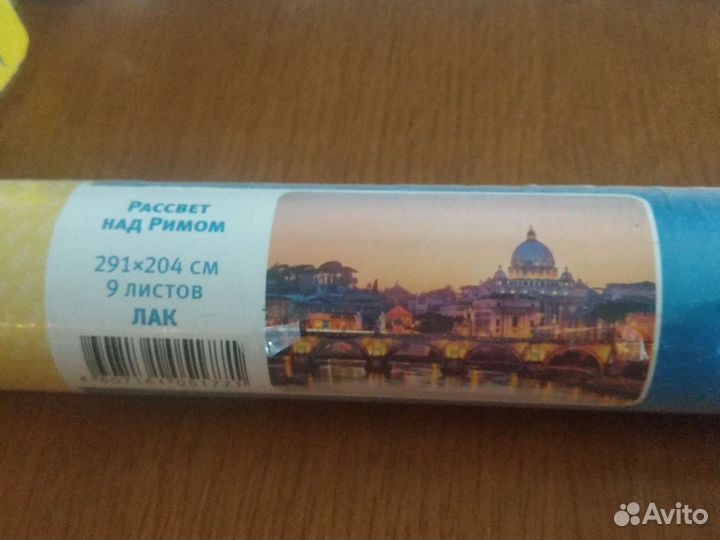 Рассвет
над Римом
291×204 см
9 листов
ЛАК
Avito